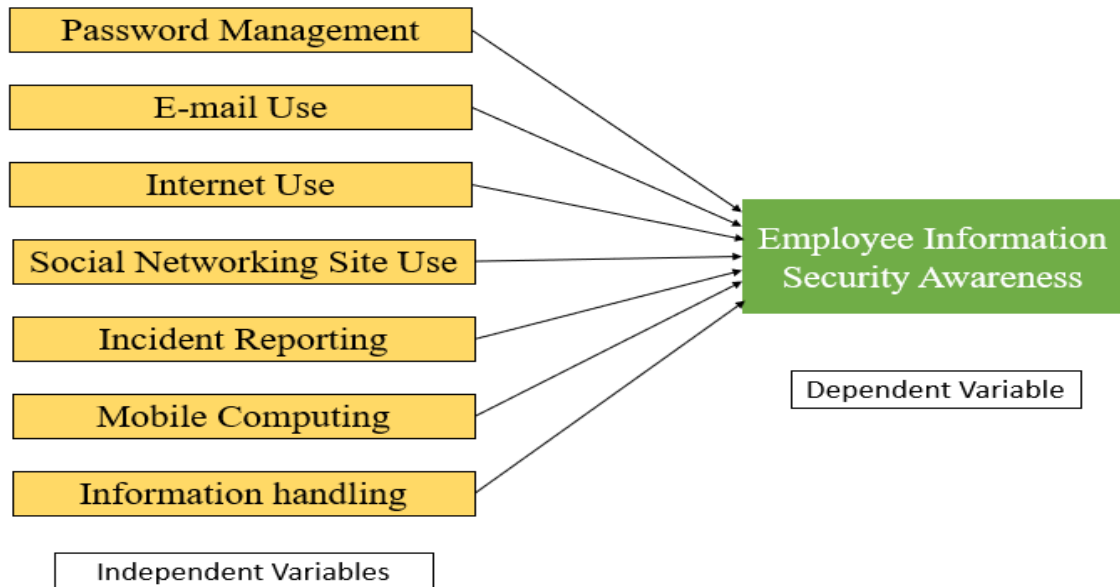 Password Management
E-mail Use
Internet Use
Social Networking Site Use
Incident Reporting
Mobile Computing
Information handling
Independent Variables
Employee Information
Security Awareness
Dependent Variable